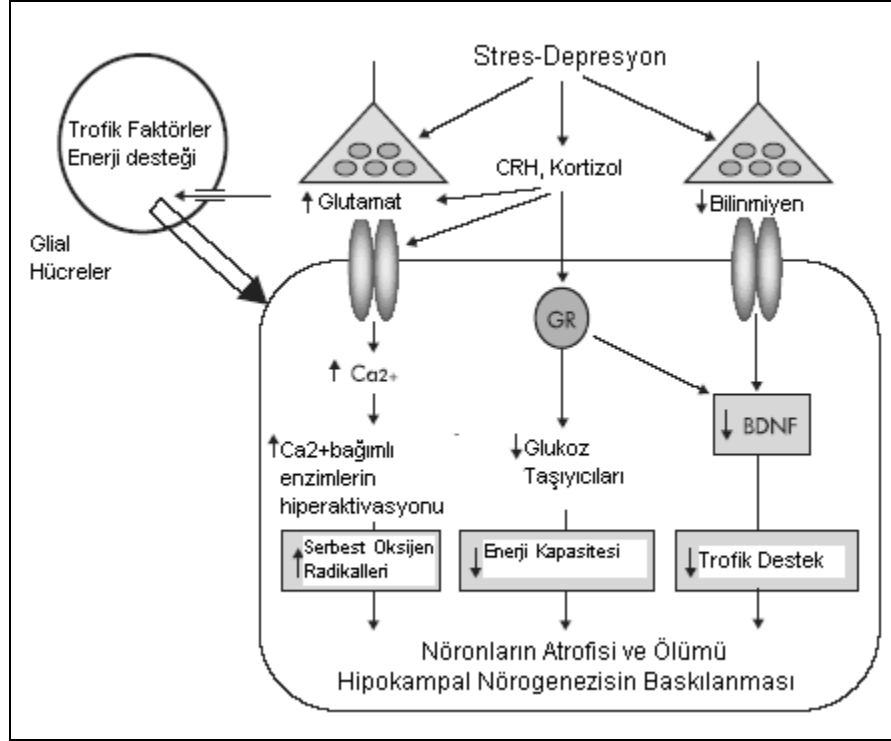 Stres-Depresyon
Trofik Faktörler
Enerji desteği
CRH, Kortizol
↑ Glutamat
↓ Bilinmiyen
Glial
Hücreler
GR
↑ Ca2+
↓ BDNF
↑Ca2+bağımlı
enzimlerin
hiperaktivasyonu
↓Glukoz
Taşıyıcıları
↑ Serbest Oksijen
Radikalleri
↓ Enerji Kapasitesi
↓ Trofik Destek
Nöronların Atrofisi ve Ölümü
Hipokampal Nörogenezisin Baskılanması